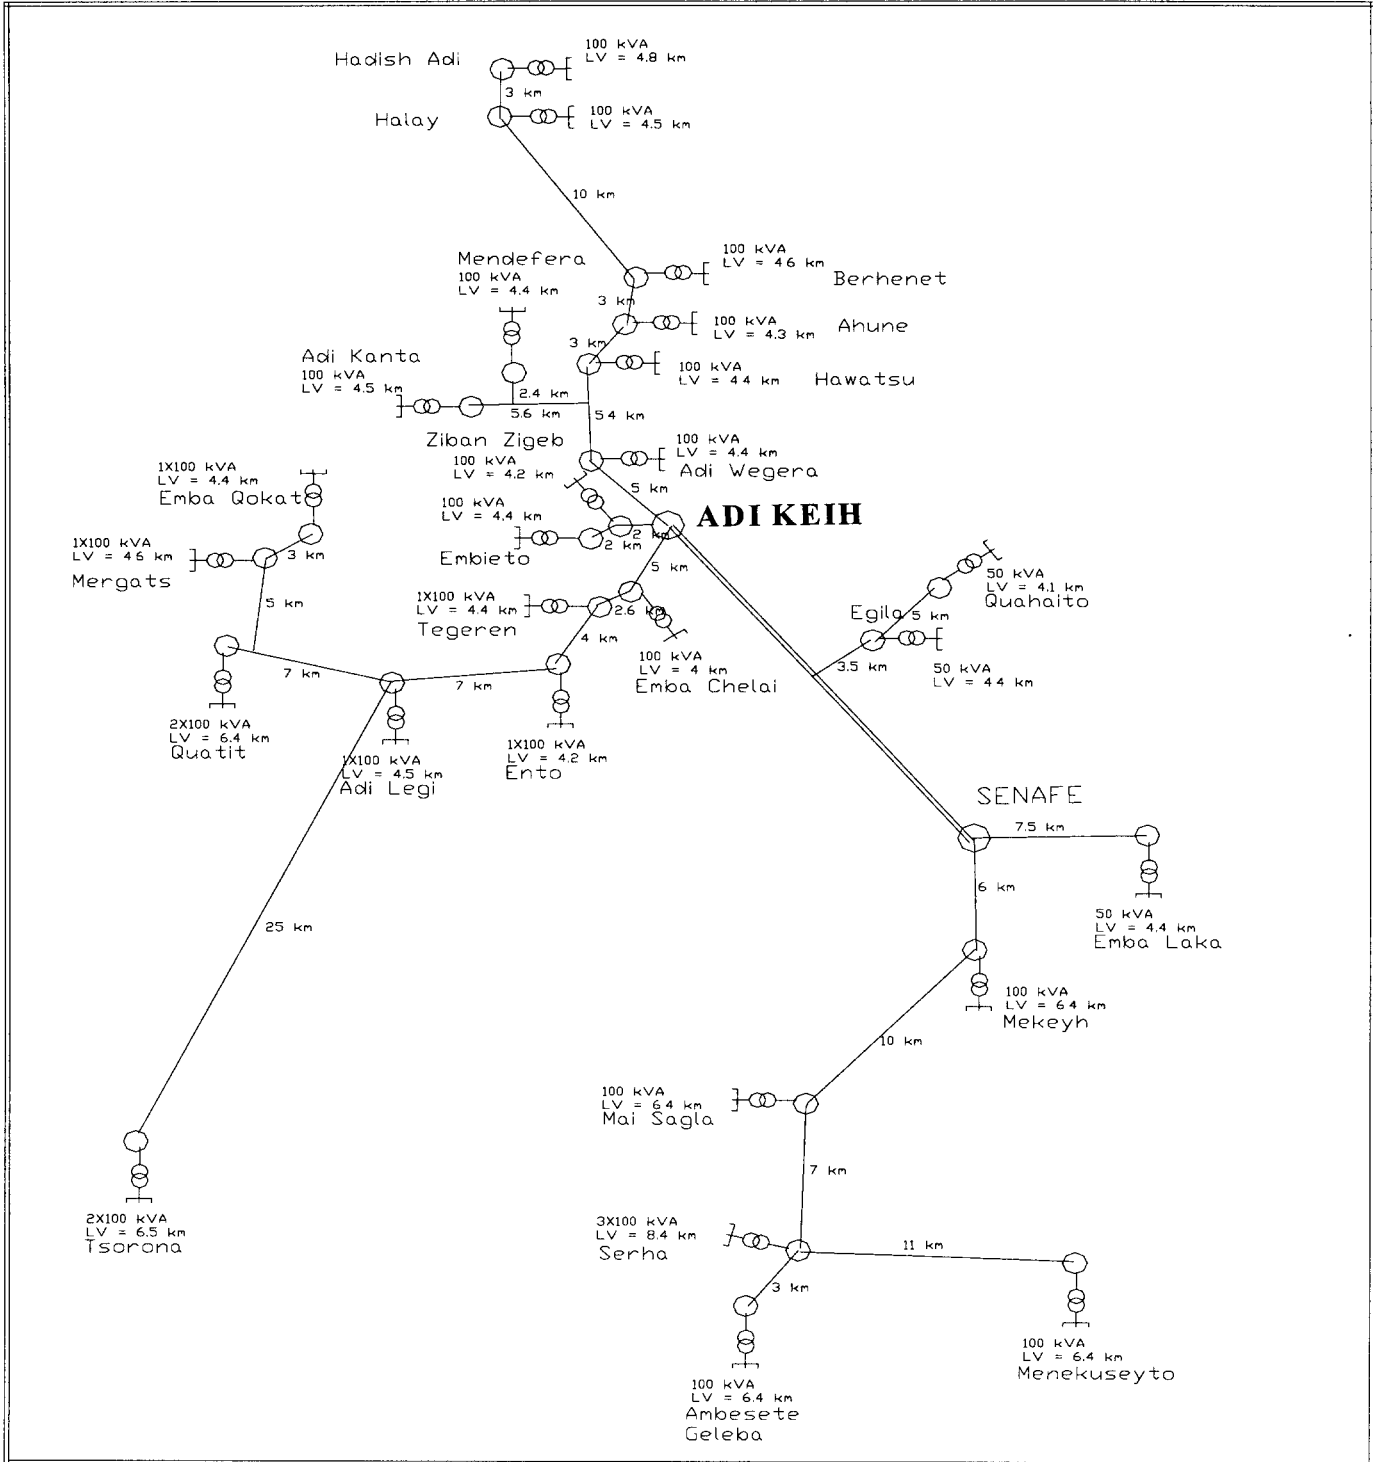 Hadish Adi
100 kVA
LV = 4.8 km
3 km
Halay
100 kVA
LV = 4.5 km
10 km
Mendefera
100 kVA
LV = 4.4 km
100 kVA
LV = 46 km
Berhenet
3 km
100 kVA
LV = 4.3 km
Ahune
3 km
Adi Kanta
100 kVA
LV = 4.5 km
100 kVA
LV = 44 km
Hawatsu
2.4 km
5.6 km
54 km
Ziban Zigeb
100 kVA
LV = 4.2 km
100 kVA
LV = 4.4 km
Adi Wegera
1X100 kVA
LV = 4.4 km
Emba Qokat
5 km
ADI KEIH
100 kVA
LV = 4.4 km
Embieto
2 km
2 km
1X100 kVA
LV = 46 km
Mergats
3 km
5 km
5 km
50 kVA
LV = 4.1 km
Quahaito
Egila
5 km
1X100 kVA
LV = 4.4 km
Tegeren
2.6 km
4 km
3.5 km
50 kVA
LV = 44 km
100 kVA
LV = 4 km
Emba Chelai
7 km
7 km
2X100 kVA
LV = 6.4 km
Quatit
1X100 kVA
LV = 4.5 km
Adi Legi
1X100 kVA
LV = 4.2 km
Ento
SENAFE
7.5 km
6 km
25 km
50 kVA
LV = 4.4 km
Emba Laka
100 kVA
LV = 64 km
Mekeyh
10 km
100 kVA
LV = 64 km
Mai Sagla
7 km
2X100 kVA
LV = 6.5 km
Tsorona
3X100 kVA
LV = 8.4 km
Serha
11 km
3 km
100 kVA
LV = 6.4 km
Menekuseyto
100 kVA
LV = 6.4 km
Ambesete
Geleba